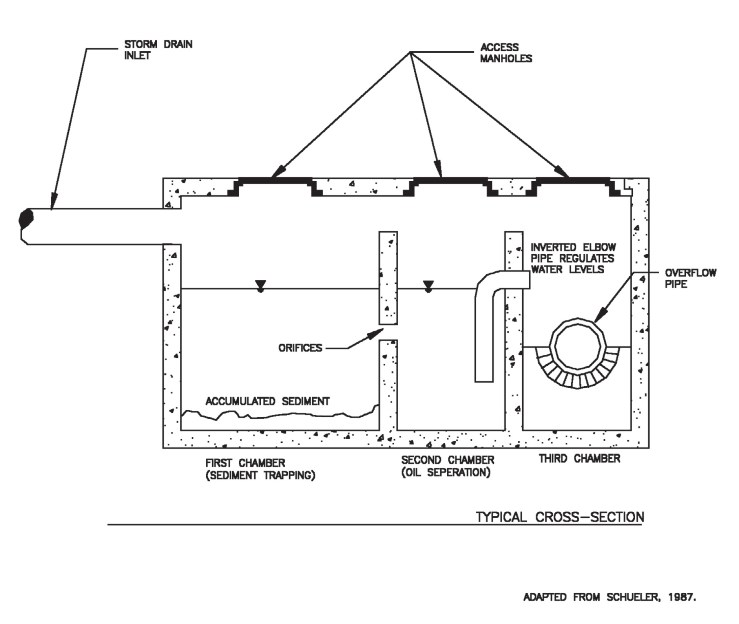 STORM DRAIN
INLET
ACCESS
MANHOLES
INVERTED ELBOW
PIPE REGULATES
WATER LEVELS
OVERFLOW
PIPE
ORIFICES
ACCUMULATED SEDIMENT
FIRST CHAMBER
(SEDIMENT TRAPPING)
SECOND CHAMBER
(OIL SEPERATION)
THIRD CHAMBER
TYPICAL CROSS-SECTION
ADAPTED FROM SCHUELER, 1987.